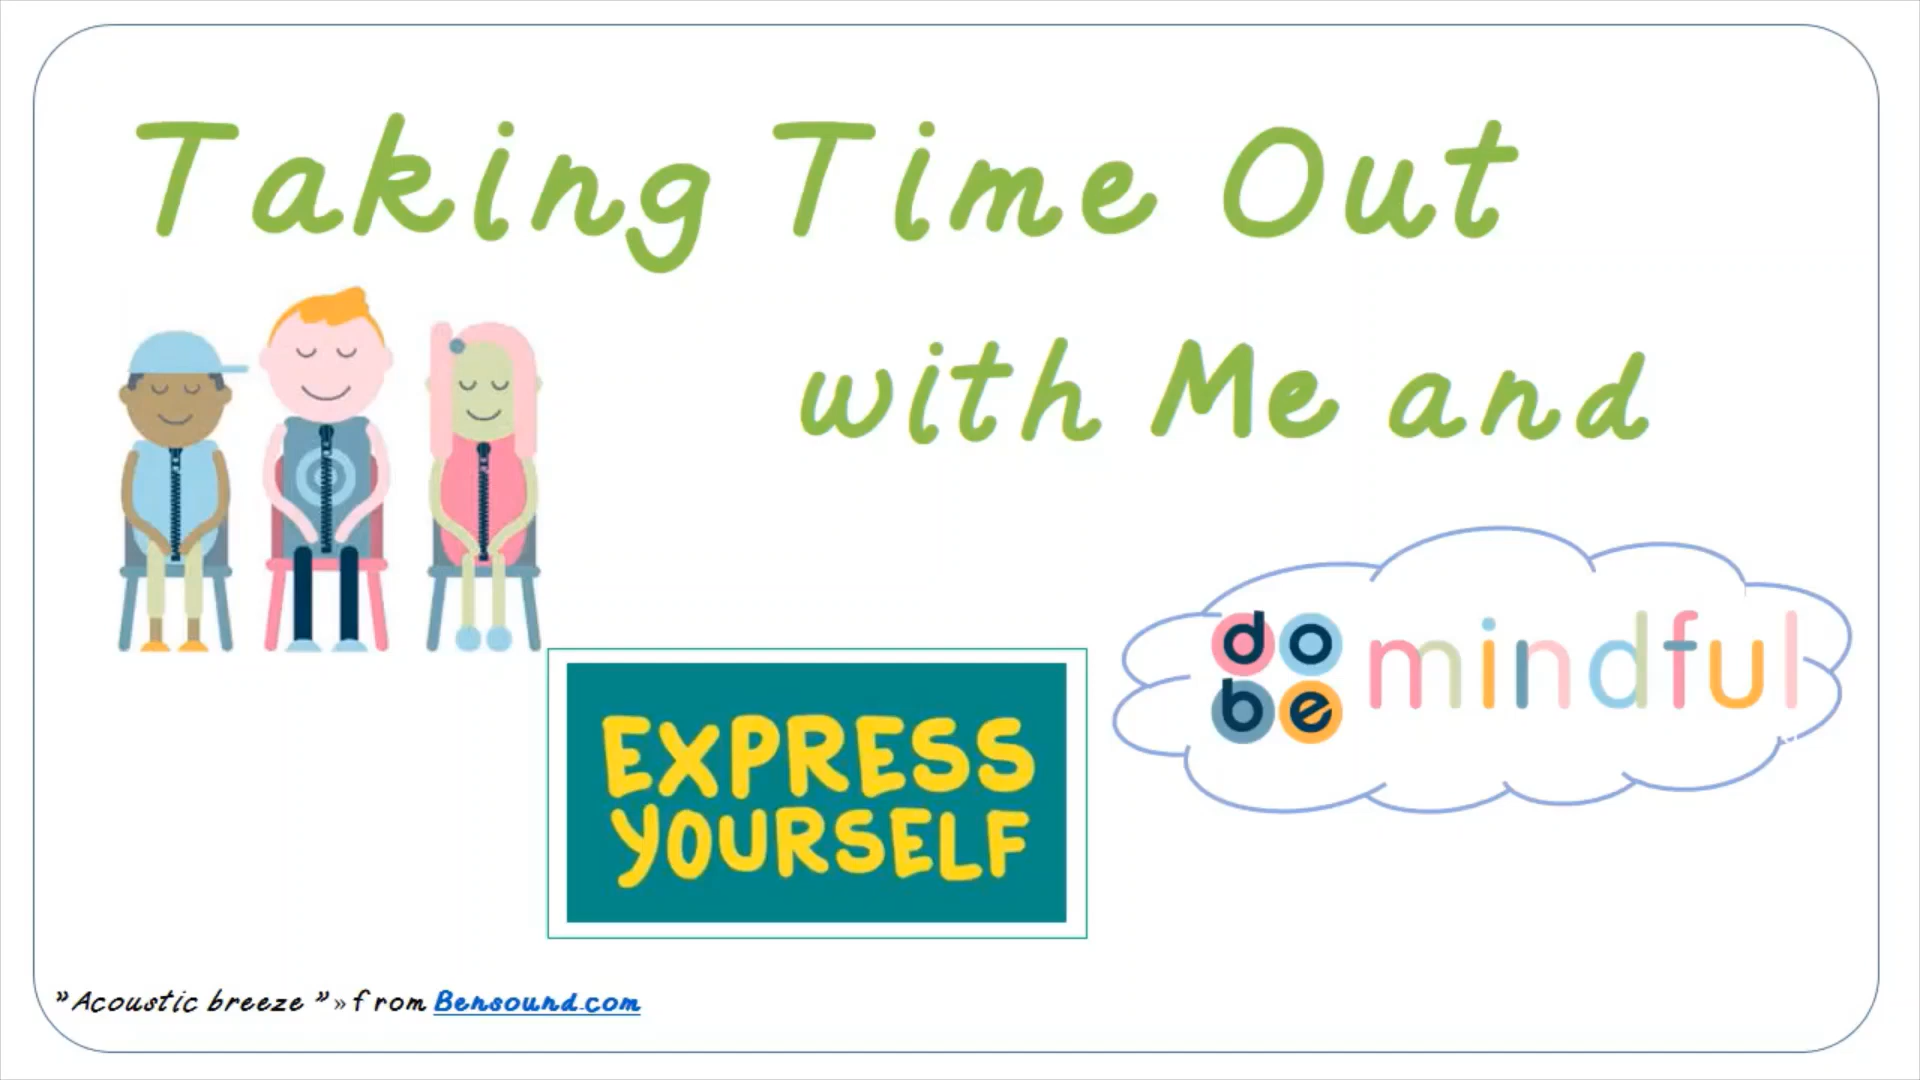 Taking Time Out
with Me and
do
be
mindful
EXPRESS
YOURSELF
”Acoustic breeze ”» from Bensound.com